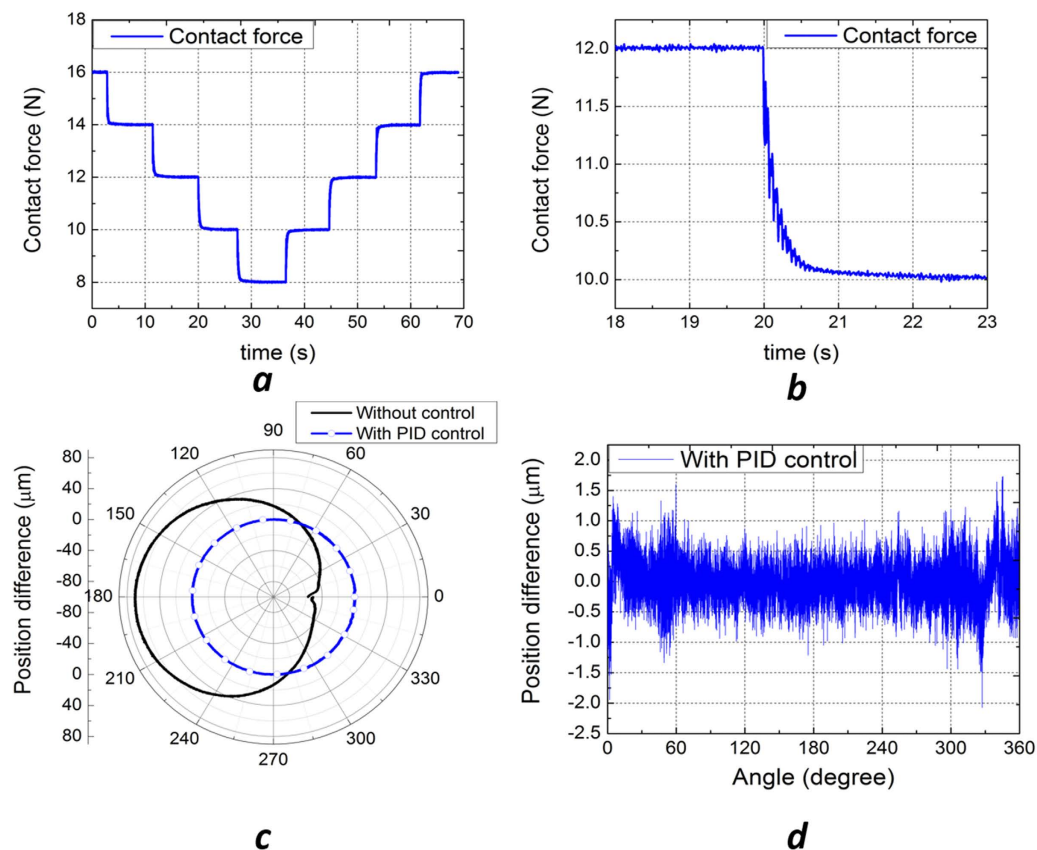 Contact force
18
16
14
12
10
8
0 10 20 30 40 50 60 70
Contact force (N)
time (s)
a
Contact force
12.0
11.5
11.0
10.5
10.0
18 19 20 21 22 23
Contact force (N)
time (s)
b
Without control
With PID control
90
120 60
150 30
180 0
210 330
240 300
270
80
40
0
-40
-80
-80
-40
0
40
80
Position difference (μm)
c
With PID control
2.0
1.5
1.0
0.5
0.0
-0.5
-1.0
-1.5
-2.0
-2.5
0 60 120 180 240 300 360
Position difference (μm)
Angle (degree)
d